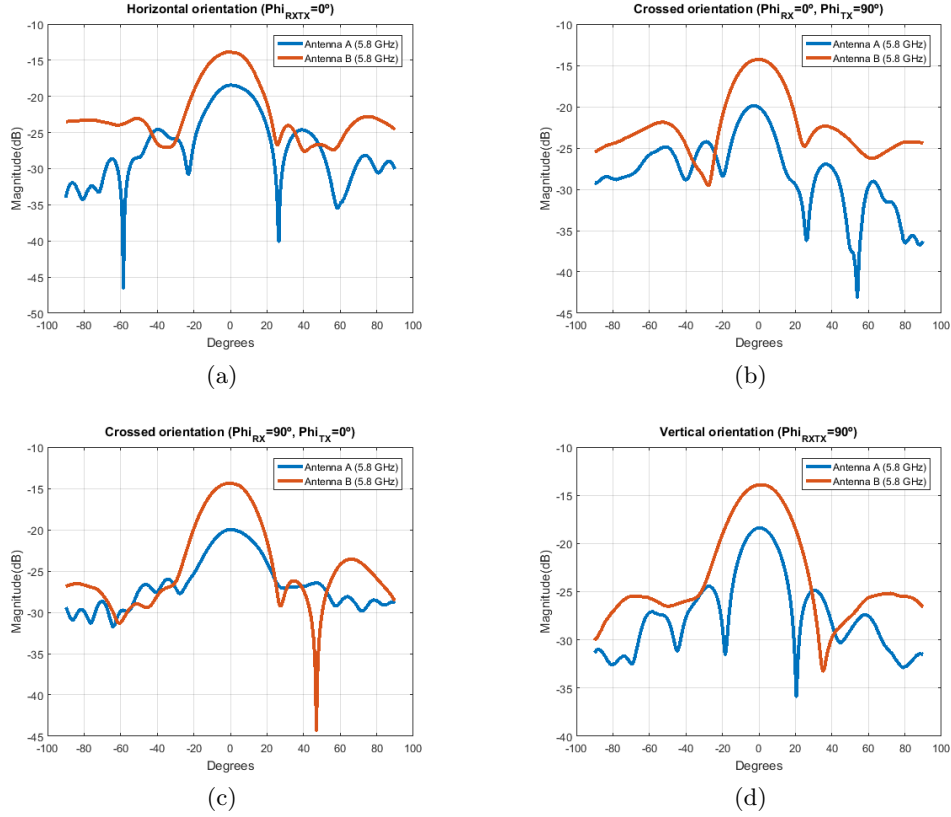 Horizontal orientation (PhiRXTX=0º)
-10
-15
-20
-25
-30
-35
-40
-45
-50
Magnitude(dB)
Antenna A (5.8 GHz)
Antenna B (5.8 GHz)
-100 -80 -60 -40 -20 0 20 40 60 80 100
Degrees
(a)
Crossed orientation (PhiRX=0º, PhiTX=90º)
-10
-15
-20
-25
-30
-35
-40
-45
Magnitude(dB)
Antenna A (5.8 GHz)
Antenna B (5.8 GHz)
-100 -80 -60 -40 -20 0 20 40 60 80 100
Degrees
(b)
Crossed orientation (PhiRX=90º, PhiTX=0º)
-10
-15
-20
-25
-30
-35
-40
-45
Magnitude(dB)
Antenna A (5.8 GHz)
Antenna B (5.8 GHz)
-100 -80 -60 -40 -20 0 20 40 60 80 100
Degrees
(c)
Vertical orientation (PhiRXTX=90º)
-10
-15
-20
-25
-30
-35
-40
Magnitude(dB)
Antenna A (5.8 GHz)
Antenna B (5.8 GHz)
-100 -80 -60 -40 -20 0 20 40 60 80 100
Degrees
(d)